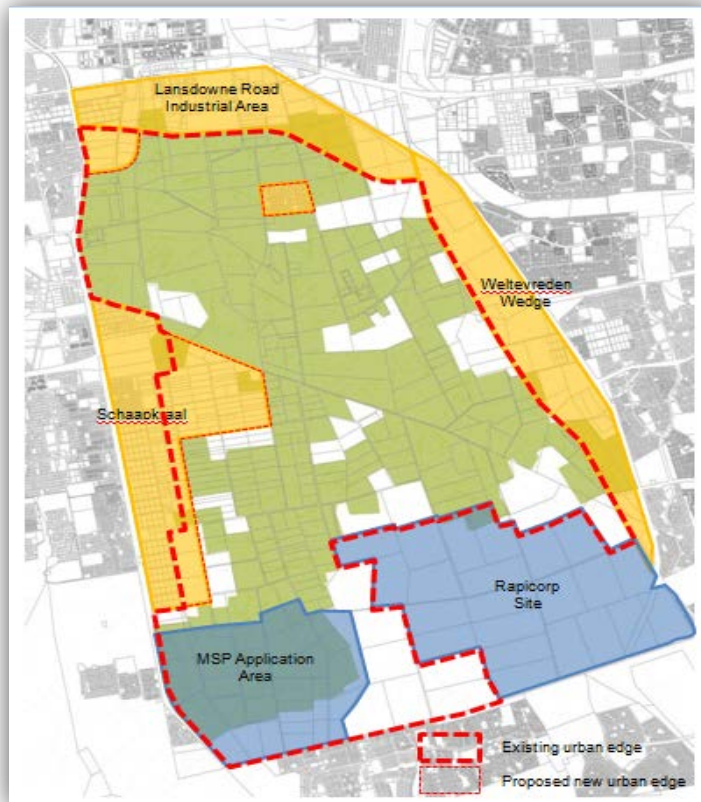 Lansdowne Road
Industrial Area
Weltevreden
Wedge
Schaapkraal
Rapicorp
Site
MSP Application
Area
Existing urban edge
Proposed new urban edge